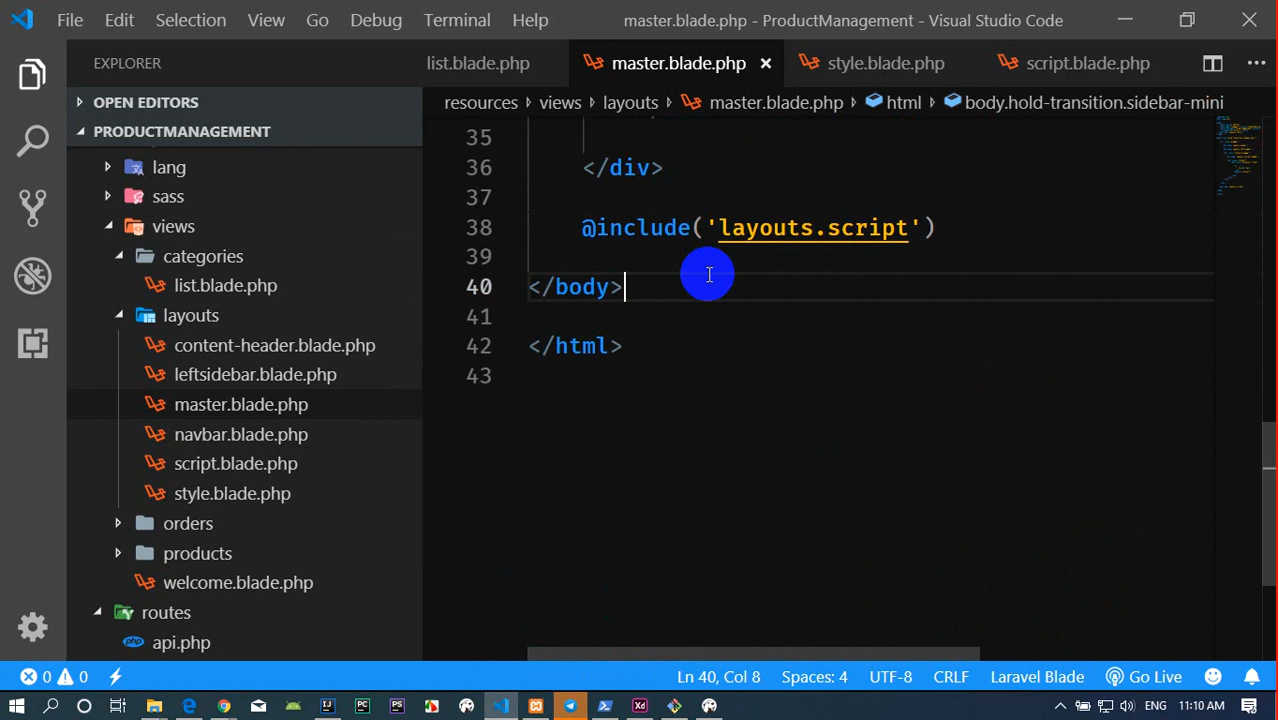 File Edit Selection View Go Debug Terminal Help master.blade.php - ProductManagement - Visual Studio Code
EXPLORER
list.blade.php master.blade.php × style.blade.php script.blade.php
OPEN EDITORS
PRODUCTMANAGEMENT
resources > views > layouts > master.blade.php > html > body.hold-transition.sidebar-mini
lang
sass
views
categories
list.blade.php
layouts
content-header.blade.php
leftsidebar.blade.php
master.blade.php
navbar.blade.php
script.blade.php
style.blade.php
orders
products
welcome.blade.php
routes
php api.php
35
36 </div>
37
38 @include('layouts.script')
39
40 </body>
41
42 </html>
43
0 0 Ln 40, Col 8 Spaces: 4 UTF-8 CRLF Laravel Blade Go Live
IJ PC PS Xd ENG 11:10 AM